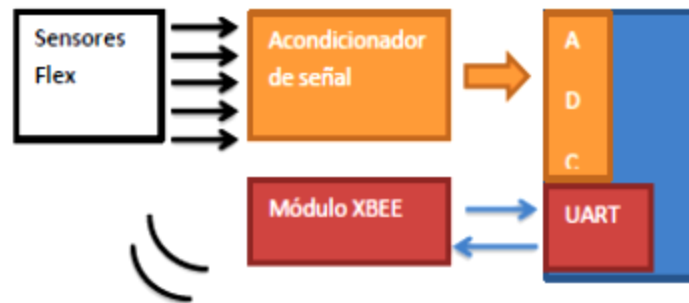 Sensores
Flex
Acondicionador
de señal
A
D
C
Módulo XBEE
UART